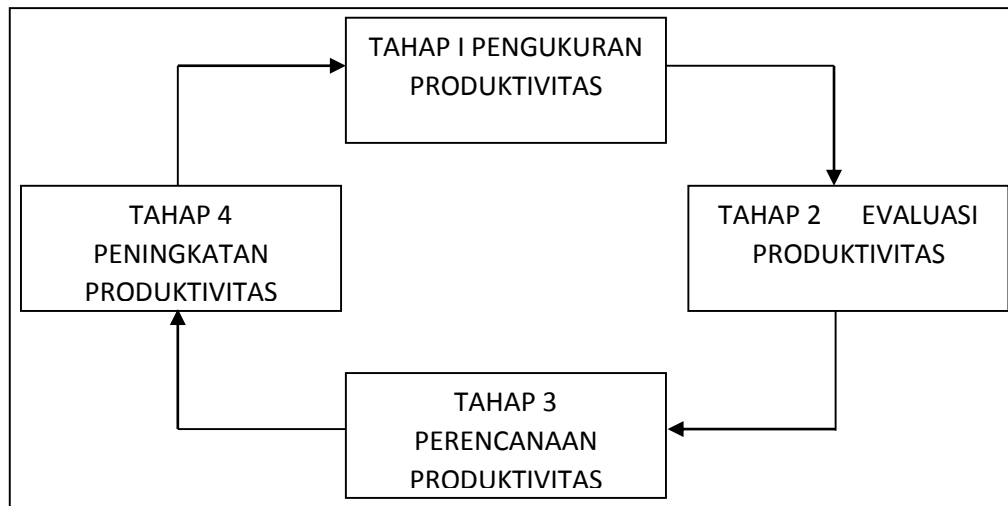 TAHAP I PENGUKURAN
PRODUKTIVITAS
TAHAP 2 EVALUASI
PRODUKTIVITAS
TAHAP 3
PERENCANAAN
PRODUKTIVITAS
TAHAP 4
PENINGKATAN
PRODUKTIVITAS